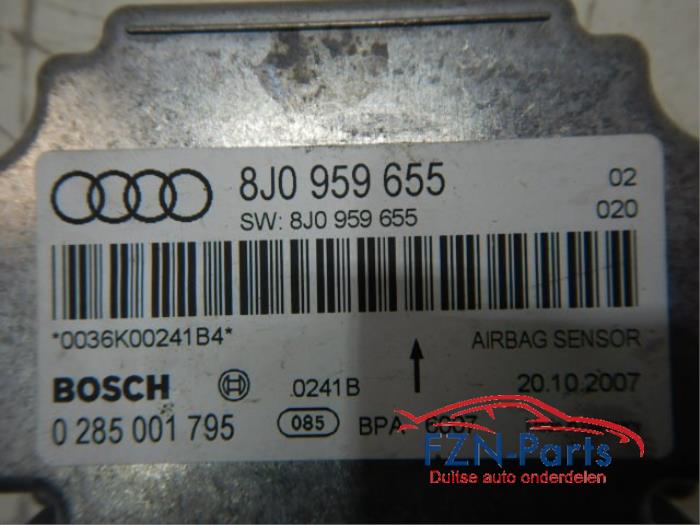 8J0 959 655 02
SW: 8J0 959 655 020
*0036K00241B4* AIRBAG SENSOR
BOSCH 0241B 20.10.2007
0 285 001 795 085 BPA
FZN-Parts
Duitse auto onderdelen